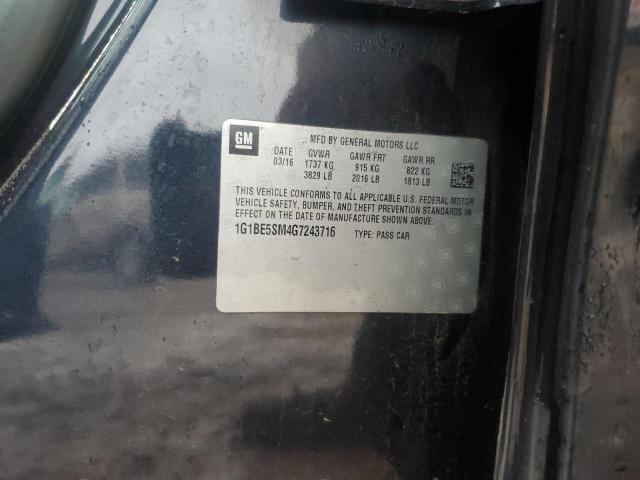 GM
MFD BY GENERAL MOTORS LLC
DATE GVWR GAWR FRT GAWR RR
03/16 1737 KG 915 KG 822 KG
3829 LB 2016 LB 1813 LB
THIS VEHICLE CONFORMS TO ALL APPLICABLE U.S. FEDERAL MOTOR
VEHICLE SAFETY, BUMPER, AND THEFT PREVENTION STANDARDS IN
EFFECT ON THE DATE OF MANUFACTURE SHOWN ABOVE.
1G1BE5SM4G7243716 TYPE: PASS CAR